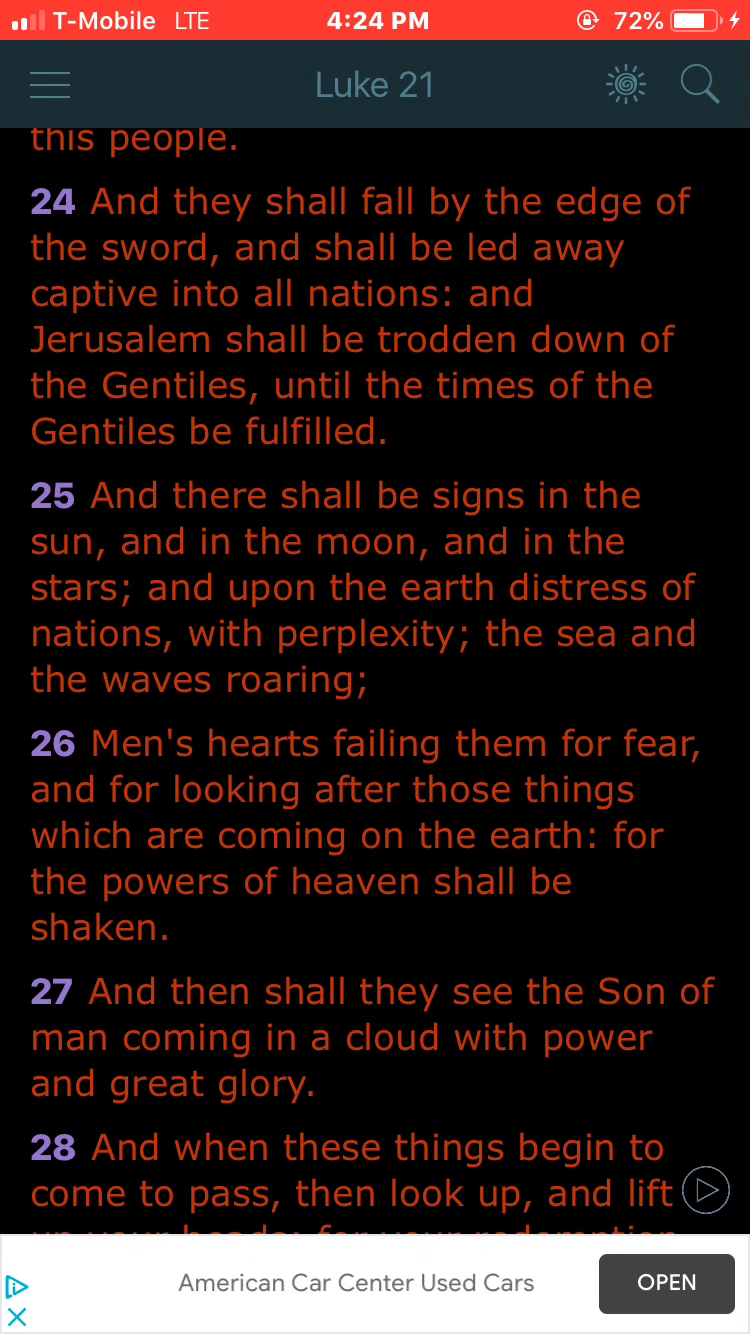 T-Mobile LTE 4:24 PM 72%
Luke 21
this people.
24 And they shall fall by the edge of
the sword, and shall be led away
captive into all nations: and
Jerusalem shall be trodden down of
the Gentiles, until the times of the
Gentiles be fulfilled.
25 And there shall be signs in the
sun, and in the moon, and in the
stars; and upon the earth distress of
nations, with perplexity; the sea and
the waves roaring;
26 Men's hearts failing them for fear,
and for looking after those things
which are coming on the earth: for
the powers of heaven shall be
shaken.
27 And then shall they see the Son of
man coming in a cloud with power
and great glory.
28 And when these things begin to
come to pass, then look up, and lift
up your heads; for your redemption
American Car Center Used Cars
OPEN